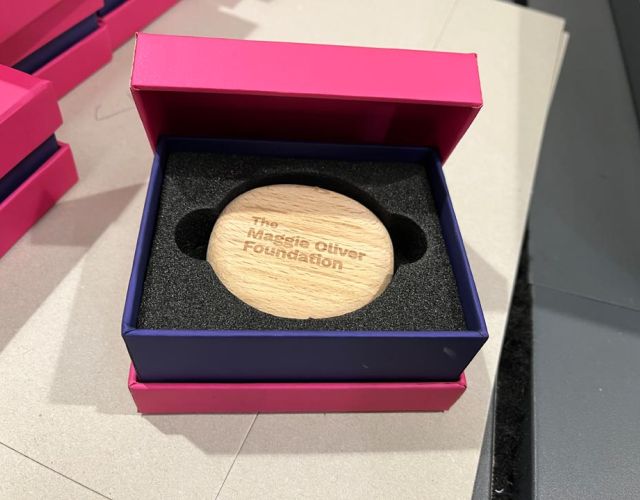 The
Maggie Oliver
Foundation